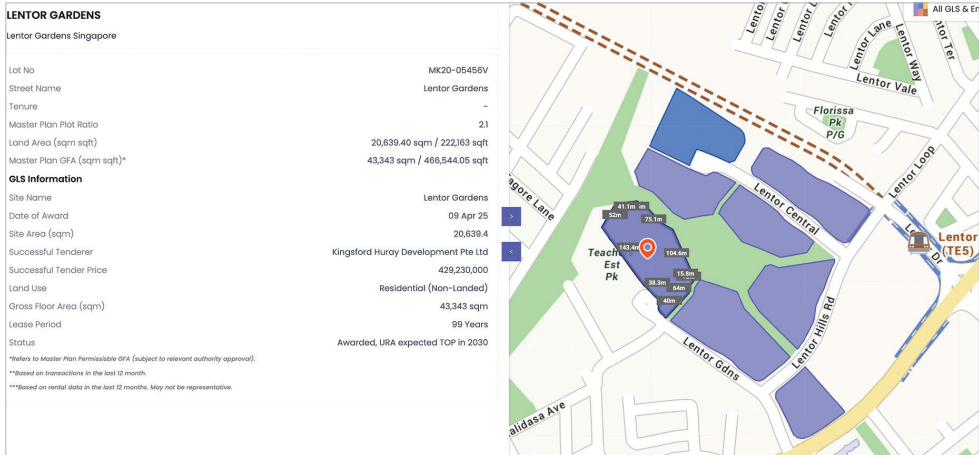 LENTOR GARDENS
Lentor Gardens Singapore
Lot No MK20-05456V
Street Name Lentor Gardens
Tenure -
Master Plan Plot Ratio 2.1
Land Area (sqm sqft) 20,639.40 sqm / 222,163 sqft
Master Plan GFA (sqm sqft)* 43,343 sqm / 466,544.05 sqft
GLS Information
Site Name Lentor Gardens
Date of Award 09 Apr 25
Site Area (sqm) 20,639.4
Successful Tenderer Kingsford Huray Development Pte Ltd
Successful Tender Price 429,230,000
Land Use Residential (Non-Landed)
Gross Floor Area (sqm) 43,343 sqm
Lease Period 99 Years
Status Awarded, URA expected TOP in 2030
*Refers to Master Plan Permissible GFA (subject to relevant authority approval).
**Based on transactions in the last 12 month.
***Based on rental data in the last 12 months. May not be representative.
All GLS & En
Lentor Lane
Lentor Way
Lentor Ter
Lentor Vale
Florissa
Pk
P/G
Lentor Loop
agore Lane
Lentor Central
41.1m
52m
75.1m
143.4m
104.6m
15.8m
38.3m
64m
40m
Teach
Est
Pk
Lentor
(TE5)
Dr
Lentor Hills Rd
Lentor Gdns
alidasa Ave